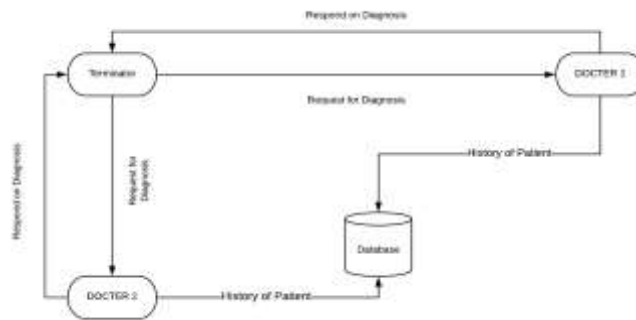 Respond on Diagnosis
Terminator
DOCTER 1
Request for Diagnosis
History of Patient
Respond on Diagnosis
Request for
Diagnosis
Database
DOCTER 2
History of Patient